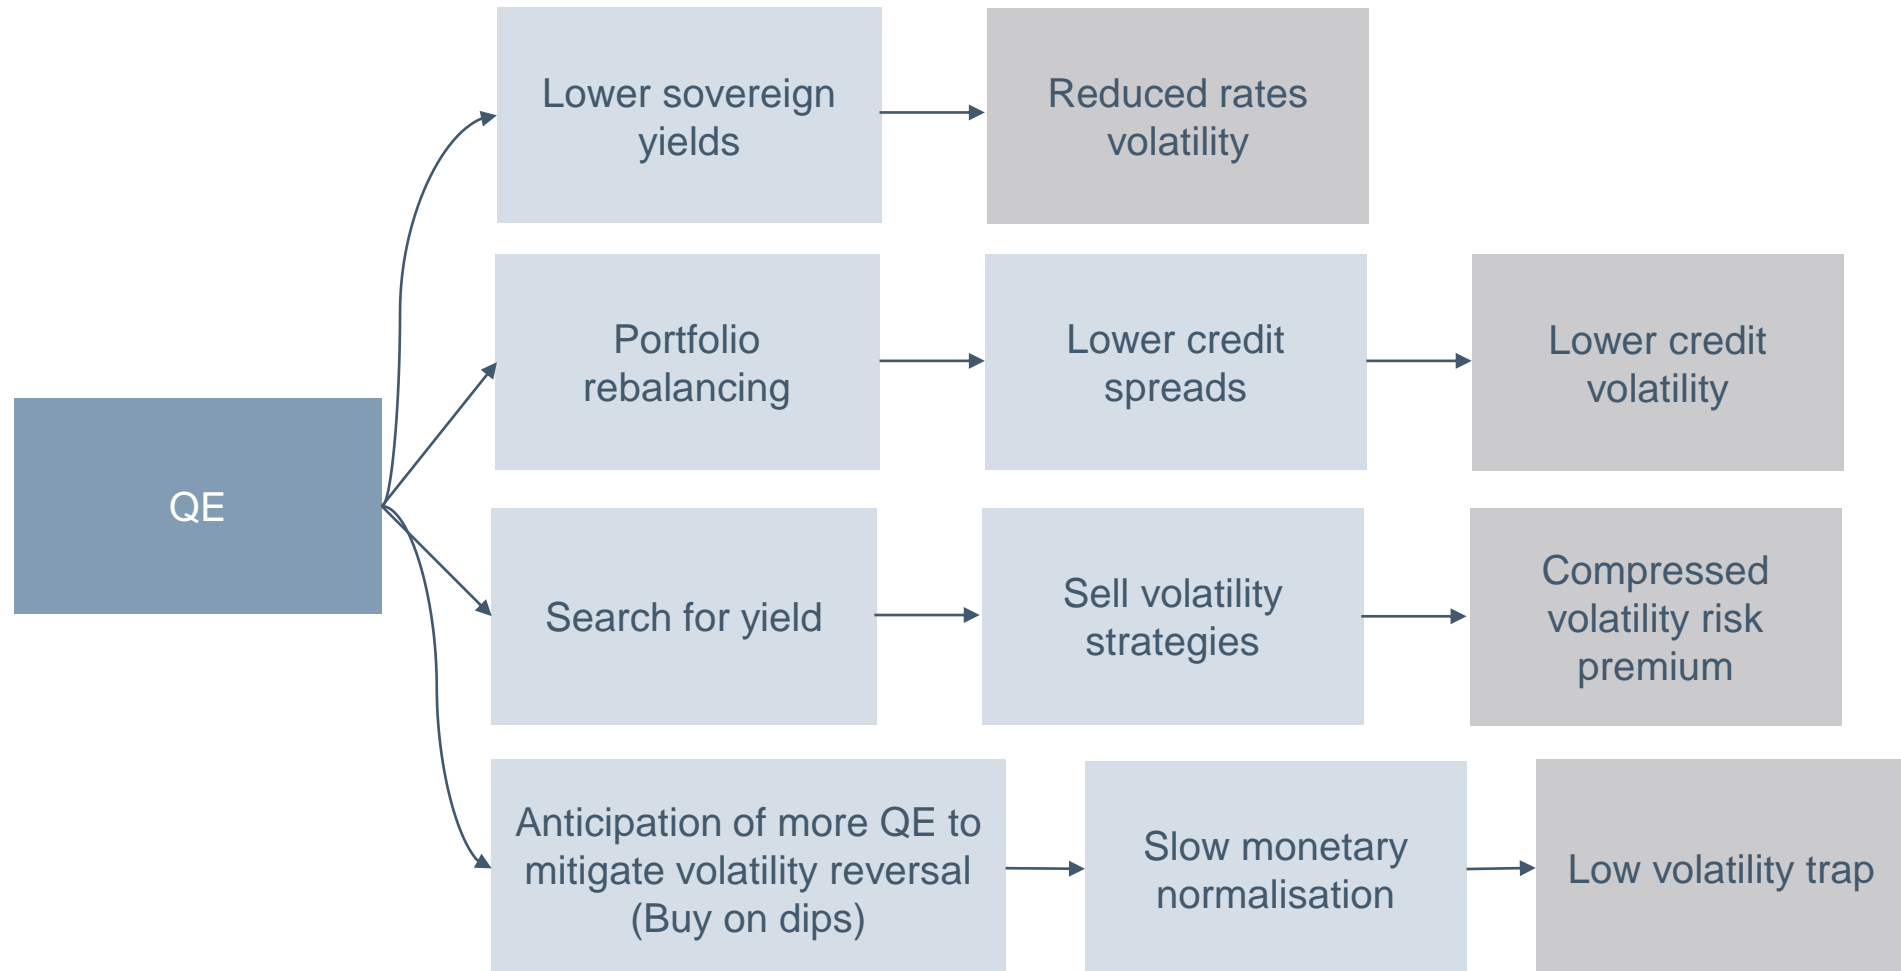 Lower sovereign
yields
Reduced rates
volatility
Portfolio
rebalancing
Lower credit
spreads
Lower credit
volatility
QE
Search for yield
Sell volatility
strategies
Compressed
volatility risk
premium
Anticipation of more QE to
mitigate volatility reversal
(Buy on dips)
Slow monetary
normalisation
Low volatility trap